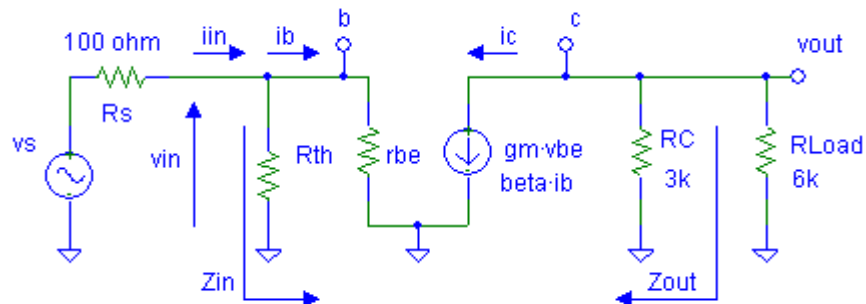 100 ohm
iin
ib
b
ic
c
vout
Rs
vs
vin
Rth
rbe
gm·vbe
beta·ib
RC
3k
RLoad
6k
Zin
Zout